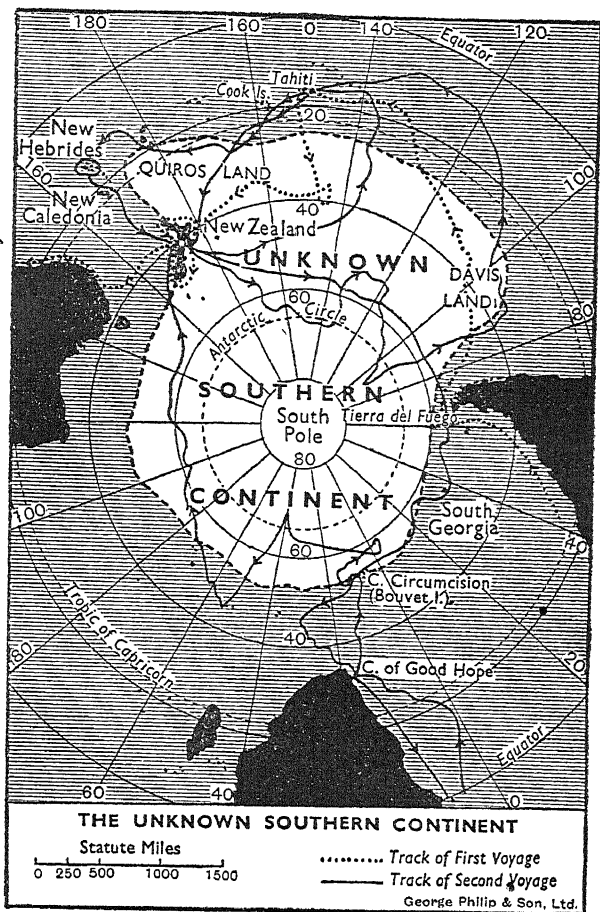 180
160
0
140
120
Equator
Tahiti
Cook Is.
20
New
Hebrides
160
QUIROS LAND
100
New
Caledonia
40
New Zealand
UNKNOWN
DAVIS
LAND
60
80
Antarctic Circle
SOUTHERN
South
Pole
Tierra del Fuego
80
CONTINENT
100
South
Georgia
60
40
C. Circumcision
(Bouvet I.)
Tropic of Capricorn
40
80
20
C. of Good Hope
Equator
60
40
0
THE UNKNOWN SOUTHERN CONTINENT
Statute Miles
0 250 500 1000 1500
Track of First Voyage
Track of Second Voyage
George Philip & Son, Ltd.